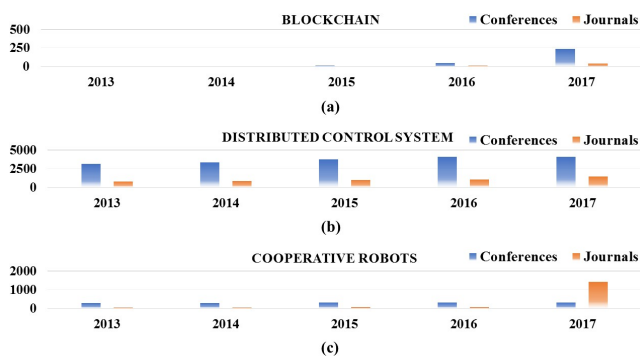 BLOCKCHAIN
Conferences Journals
500
250
0
2013 2014 2015 2016 2017
(a)
DISTRIBUTED CONTROL SYSTEM
Conferences Journals
5000
2500
0
2013 2014 2015 2016 2017
(b)
COOPERATIVE ROBOTS
Conferences Journals
2000
1000
0
2013 2014 2015 2016 2017
(c)